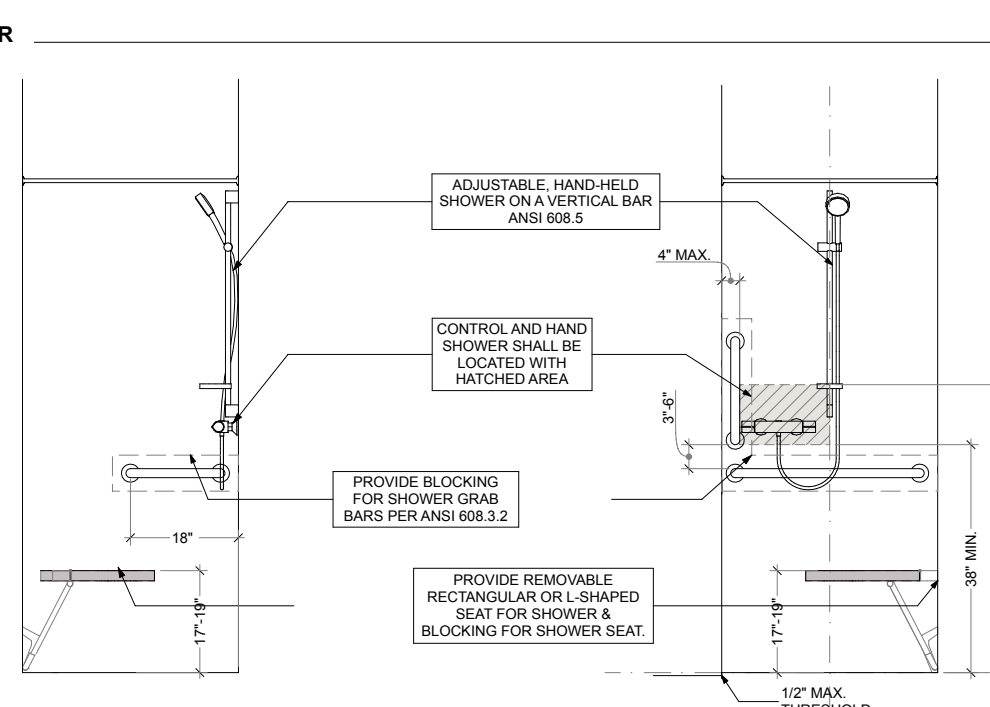 R
ADJUSTABLE, HAND-HELD
SHOWER ON A VERTICAL BAR
ANSI 608.5
4" MAX.
CONTROL AND HAND
SHOWER SHALL BE
LOCATED WITH
HATCHED AREA
3"-6"
PROVIDE BLOCKING
FOR SHOWER GRAB
BARS PER ANSI 608.3.2
18"
38" MIN.
PROVIDE REMOVABLE
RECTANGULAR OR L-SHAPED
SEAT FOR SHOWER &
BLOCKING FOR SHOWER SEAT.
17"-19"
17"-19"
1/2" MAX.
THRESHOLD